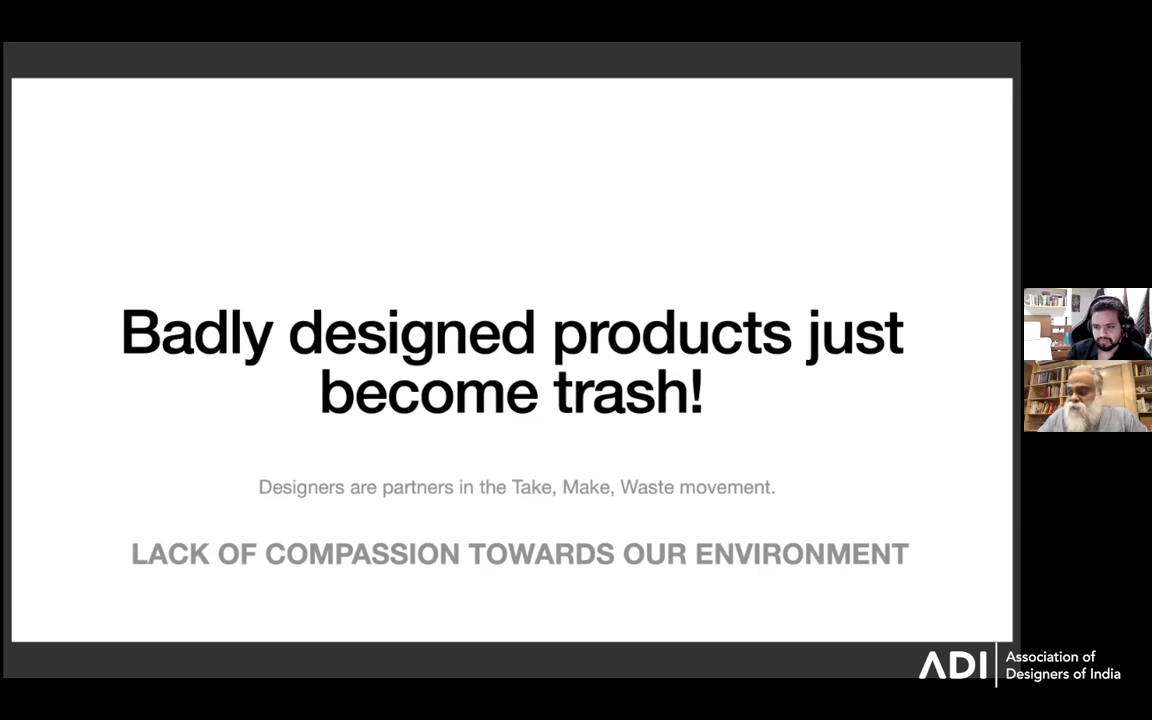 Badly designed products just
become trash!
Designers are partners in the Take, Make, Waste movement.
LACK OF COMPASSION TOWARDS OUR ENVIRONMENT
ADI
Association of
Designers of India